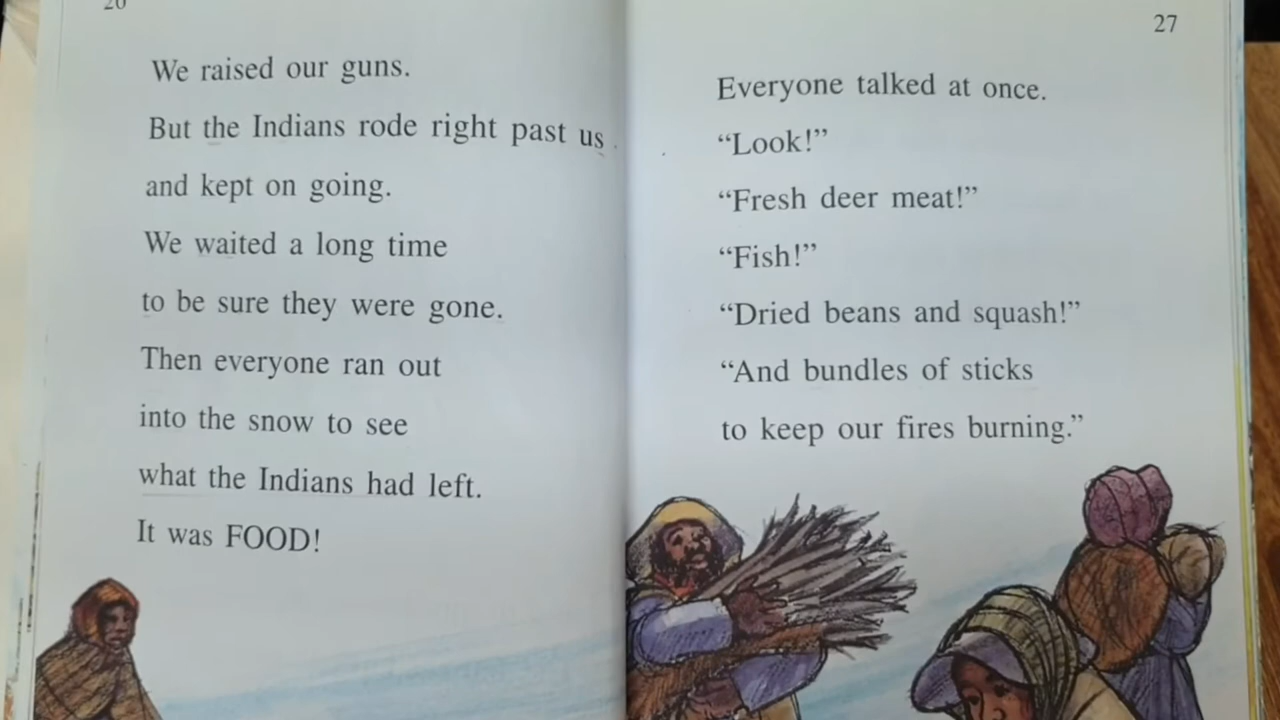 26
We raised our guns.
But the Indians rode right past us
and kept on going.
We waited a long time
to be sure they were gone.
Then everyone ran out
into the snow to see
what the Indians had left.
It was FOOD!
27
Everyone talked at once.
“Look!”
“Fresh deer meat!”
“Fish!”
“Dried beans and squash!”
“And bundles of sticks
to keep our fires burning.”